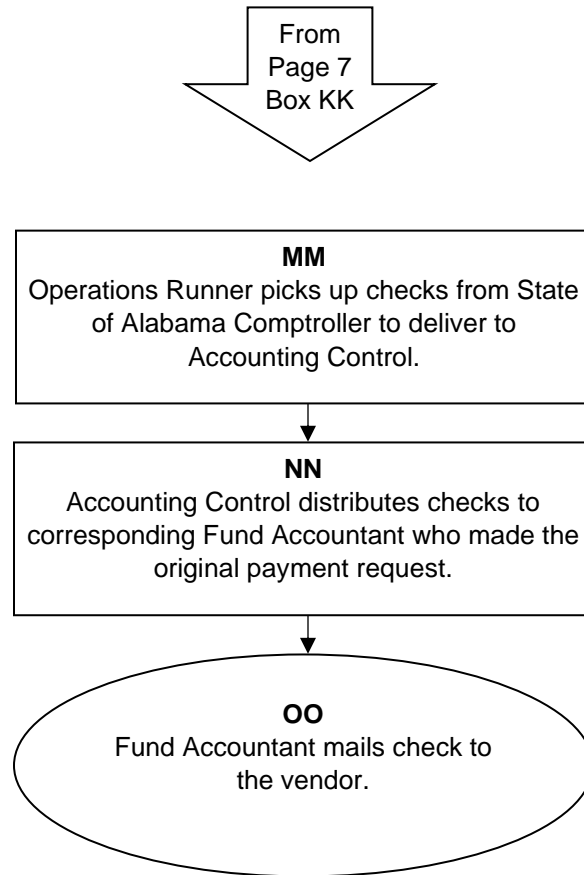 From
Page 7
Box KK
MM
Operations Runner picks up checks from State
of Alabama Comptroller to deliver to
Accounting Control.
NN
Accounting Control distributes checks to
corresponding Fund Accountant who made the
original payment request.
OO
Fund Accountant mails check to
the vendor.